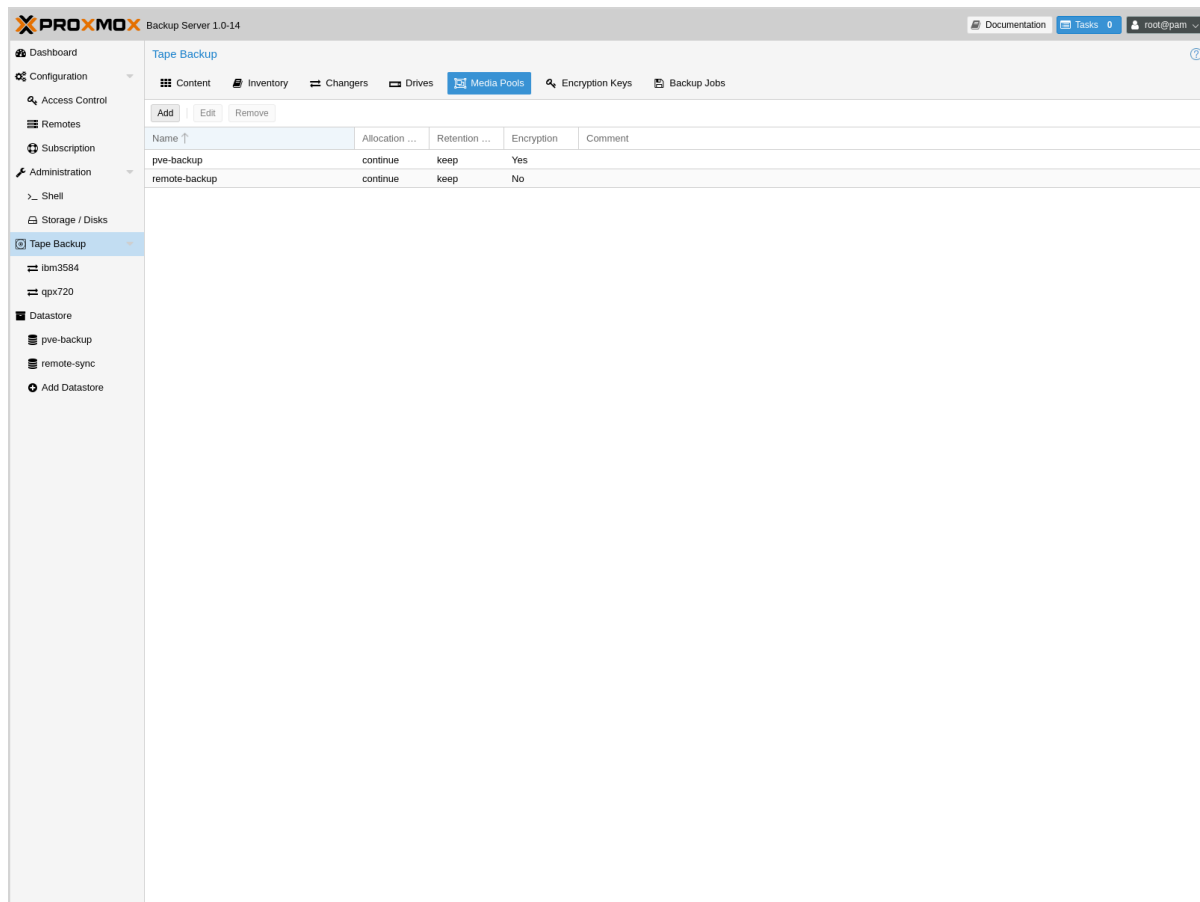 PROXMOX Backup Server 1.0-14 Documentation Tasks 0 root@pam
Dashboard
Configuration
Access Control
Remotes
Subscription
Administration
>_ Shell
Storage / Disks
Tape Backup
ibm3584
qpx720
Datastore
pve-backup
remote-sync
Add Datastore
Tape Backup
Content Inventory Changers Drives Media Pools Encryption Keys Backup Jobs
Add Edit Remove
Name Allocation ... Retention ... Encryption Comment
pve-backup continue keep Yes
remote-backup continue keep No